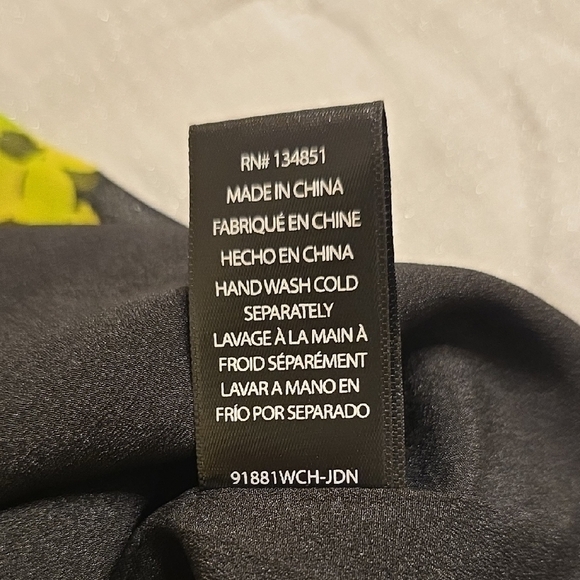 RN# 134851
MADE IN CHINA
FABRIQUÉ EN CHINE
HECHO EN CHINA
HAND WASH COLD
SEPARATELY
LAVAGE À LA MAIN À
FROID SÉPARÉMENT
LAVAR A MANO EN
FRÍO POR SEPARADO
91881WCH-JDN